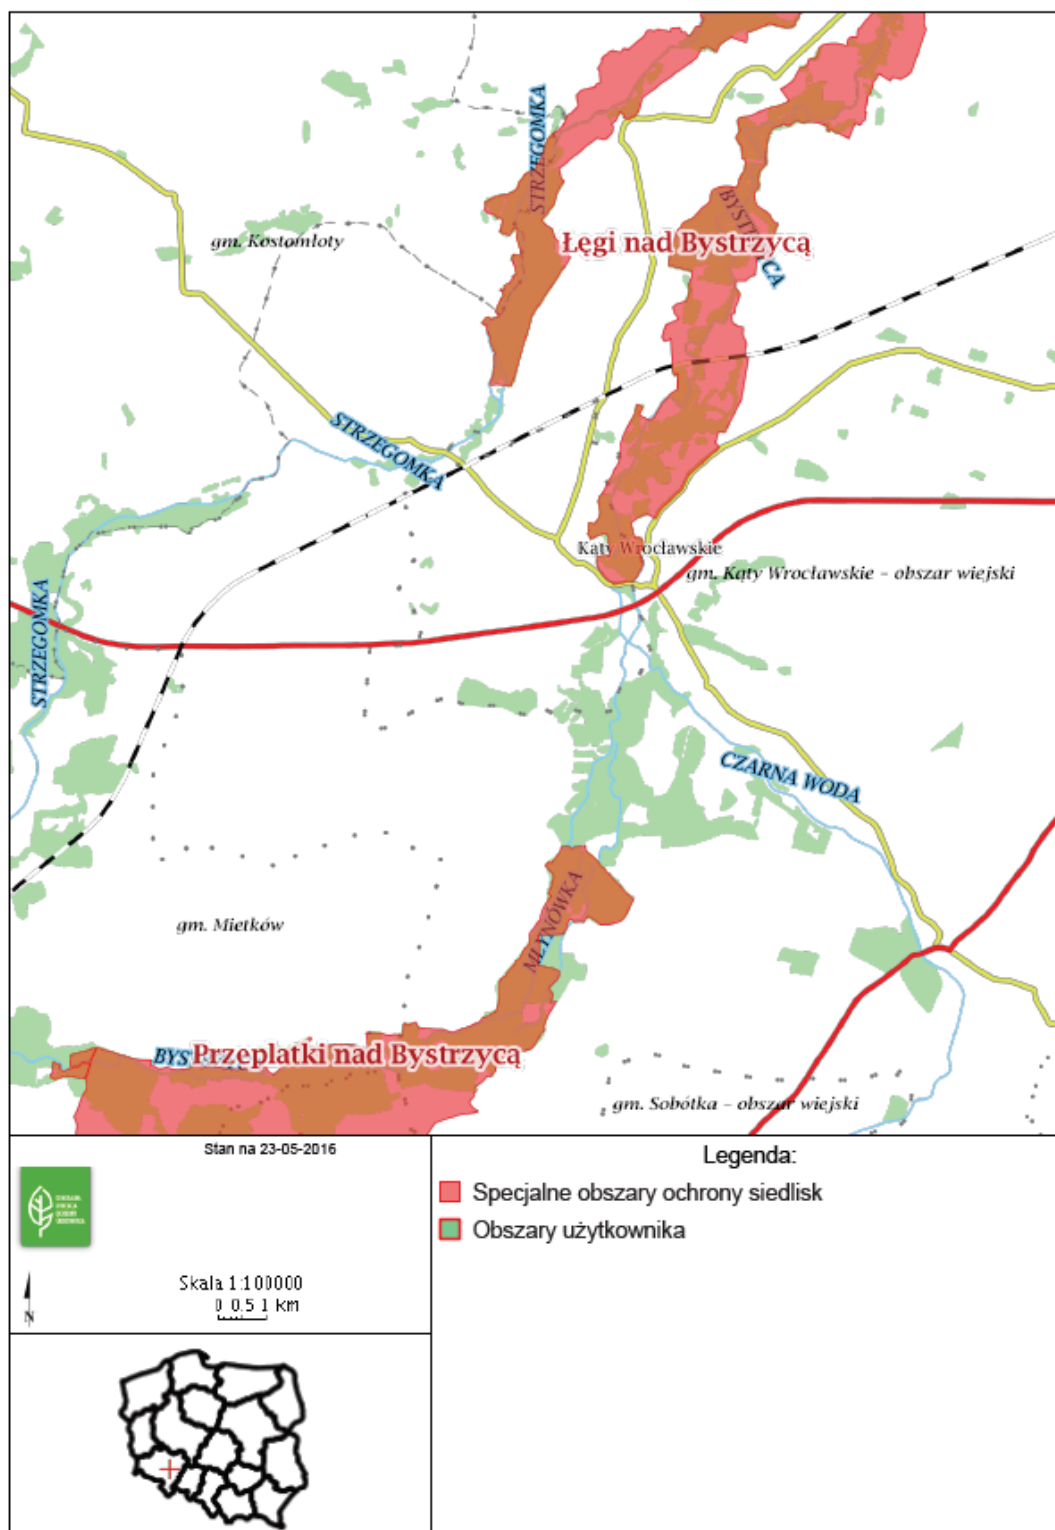 STRZEGOMKA
BYSTRZYCA
gm. Kostomłoty
Łęgi nad Bystrzycą
STRZEGOMKA
Kąty Wrocławskie
gm. Kąty Wrocławskie – obszar wiejski
STRZEGOMKA
CZARNA WODA
MŁYNÓWKA
gm. Mietków
Przeplatki nad Bystrzycą
gm. Sobótka – obszar wiejski
Stan na 23-05-2016
Legenda:
Specjalne obszary ochrony siedlisk
Obszary użytkownika
Skala 1:100000
0 0.5 1 km
N